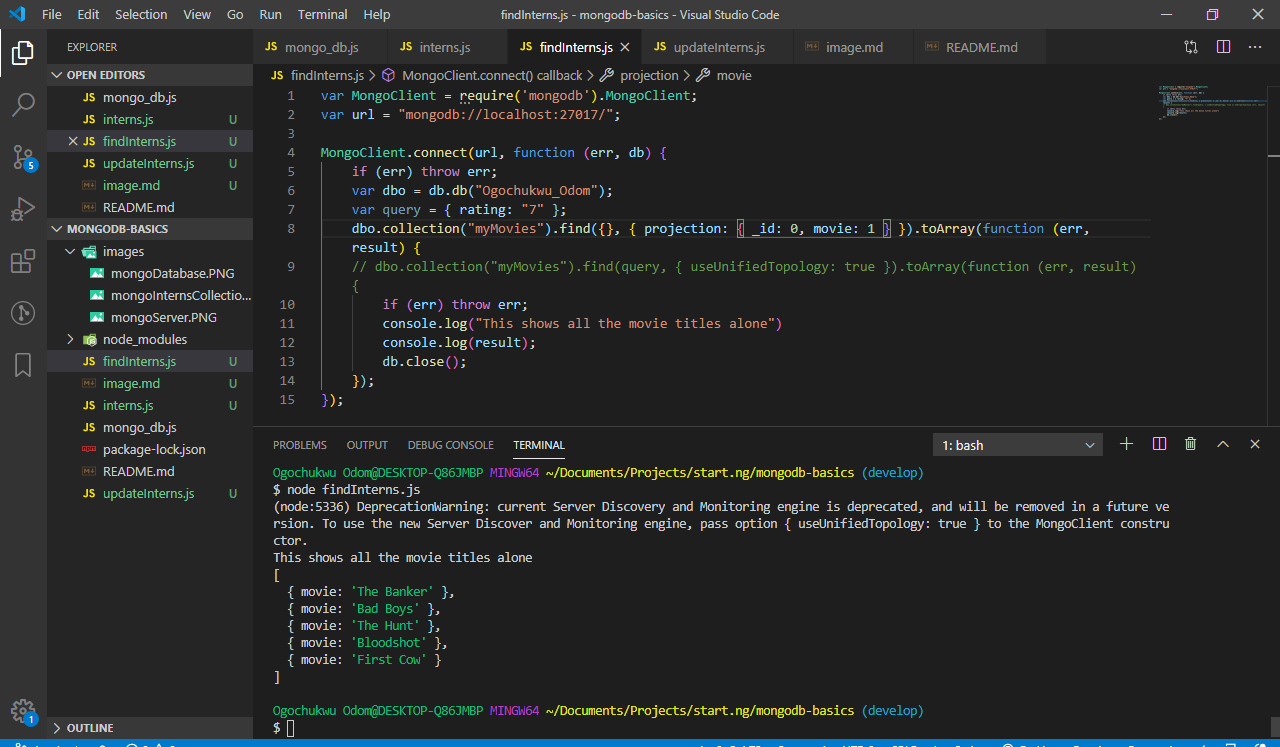 File Edit Selection View Go Run Terminal Help
findInterns.js - mongodb-basics - Visual Studio Code
EXPLORER
OPEN EDITORS
JS mongo_db.js
JS interns.js U
JS findInterns.js U
JS updateInterns.js U
image.md U
README.md
MONGODB-BASICS
images
mongoDatabase.PNG
mongoInternsCollectio...
mongoServer.PNG
node_modules
JS findInterns.js U
image.md U
JS interns.js U
JS mongo_db.js
package-lock.json
README.md
JS updateInterns.js U
OUTLINE
5
1
JS mongo_db.js JS interns.js JS findInterns.js JS updateInterns.js image.md README.md
JS findInterns.js > MongoClient.connect() callback > projection > movie
1 var MongoClient = require('mongodb').MongoClient;
2 var url = "mongodb://localhost:27017/";
3
4 MongoClient.connect(url, function (err, db) {
5 if (err) throw err;
6 var dbo = db.db("Ogochukwu_Odom");
7 var query = { rating: "7" };
8 dbo.collection("myMovies").find({}, { projection: { _id: 0, movie: 1 } }).toArray(function (err,
result) {
9 // dbo.collection("myMovies").find(query, { useUnifiedTopology: true }).toArray(function (err, result)
{
10 if (err) throw err;
11 console.log("This shows all the movie titles alone")
12 console.log(result);
13 db.close();
14 });
15 });
PROBLEMS OUTPUT DEBUG CONSOLE TERMINAL
1: bash
Ogochukwu Odom@DESKTOP-Q86JMBP MINGW64 ~/Documents/Projects/start.ng/mongodb-basics (develop)
$ node findInterns.js
(node:5336) DeprecationWarning: current Server Discovery and Monitoring engine is deprecated, and will be removed in a future ve
rsion. To use the new Server Discover and Monitoring engine, pass option { useUnifiedTopology: true } to the MongoClient constru
ctor.
This shows all the movie titles alone
[
{ movie: 'The Banker' },
{ movie: 'Bad Boys' },
{ movie: 'The Hunt' },
{ movie: 'Bloodshot' },
{ movie: 'First Cow' }
]
Ogochukwu Odom@DESKTOP-Q86JMBP MINGW64 ~/Documents/Projects/start.ng/mongodb-basics (develop)
$